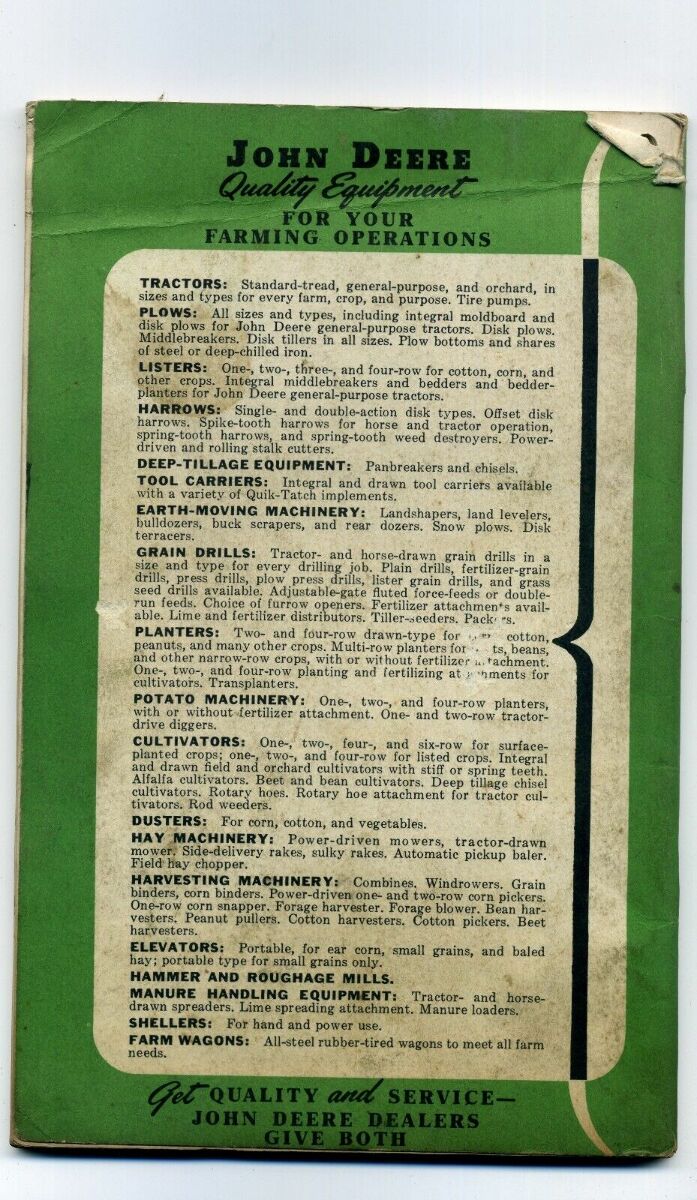 JOHN DEERE
Quality Equipment
FOR YOUR
FARMING OPERATIONS
TRACTORS: Standard-tread, general-purpose, and orchard, in
sizes and types for every farm, crop, and purpose. Tire pumps.
PLOWS: All sizes and types, including integral moldboard and
disk plows for John Deere general-purpose tractors. Disk plows.
Middlebreakers. Disk tillers in all sizes. Plow bottoms and shares
of steel or deep-chilled iron.
LISTERS: One-, two-, three-, and four-row for cotton, corn, and
other crops. Integral middlebreakers and bedders and bedder-
planters for John Deere general-purpose tractors.
HARROWS: Single- and double-action disk types. Offset disk
harrows. Spike-tooth harrows for horse and tractor operation,
spring-tooth harrows, and spring-tooth weed destroyers. Power-
driven and rolling stalk cutters.
DEEP-TILLAGE EQUIPMENT: Panbreakers and chisels.
TOOL CARRIERS: Integral and drawn tool carriers available
with a variety of Quik-Tatch implements.
EARTH-MOVING MACHINERY: Landshapers, land levelers,
bulldozers, buck scrapers, and rear dozers. Snow plows. Disk
terracers.
GRAIN DRILLS: Tractor- and horse-drawn grain drills in a
size and type for every drilling job. Plain drills, fertilizer-grain
drills, press drills, plow press drills, lister grain drills, and grass
seed drills available. Adjustable-gate fluted force-feeds or double-
run feeds. Choice of furrow openers. Fertilizer attachments avail-
able. Lime and fertilizer distributors. Tiller-seeders. Packers.
PLANTERS: Two- and four-row drawn-type for cotton,
peanuts, and many other crops. Multi-row planters for beans,
and other narrow-row crops, with or without fertilizer attachment.
One-, two-, and four-row planting and fertilizing attachments for
cultivators. Transplanters.
POTATO MACHINERY: One-, two-, and four-row planters,
with or without fertilizer attachment. One- and two-row tractor-
drive diggers.
CULTIVATORS: One-, two-, four-, and six-row for surface-
planted crops; one-, two-, and four-row for listed crops. Integral
and drawn field and orchard cultivators with stiff or spring teeth.
Alfalfa cultivators. Beet and bean cultivators. Deep tillage chisel
cultivators. Rotary hoes. Rotary hoe attachment for tractor cul-
tivators. Rod weeders.
DUSTERS: For corn, cotton, and vegetables.
HAY MACHINERY: Power-driven mowers, tractor-drawn
mower. Side-delivery rakes, sulky rakes. Automatic pickup baler.
Field hay chopper.
HARVESTING MACHINERY: Combines. Windrowers. Grain
binders, corn binders. Power-driven one- and two-row corn pickers.
One-row corn snapper. Forage harvester. Forage blower. Bean har-
vesters. Peanut pullers. Cotton harvesters. Cotton pickers. Beet
harvesters.
ELEVATORS: Portable, for ear corn, small grains, and baled
hay; portable type for small grains only.
HAMMER AND ROUGHAGE MILLS.
MANURE HANDLING EQUIPMENT: Tractor- and horse-
drawn spreaders. Lime spreading attachment. Manure loaders.
SHELLERS: For hand and power use.
FARM WAGONS: All-steel rubber-tired wagons to meet all farm
needs.
Get QUALITY and SERVICE—
JOHN DEERE DEALERS
GIVE BOTH